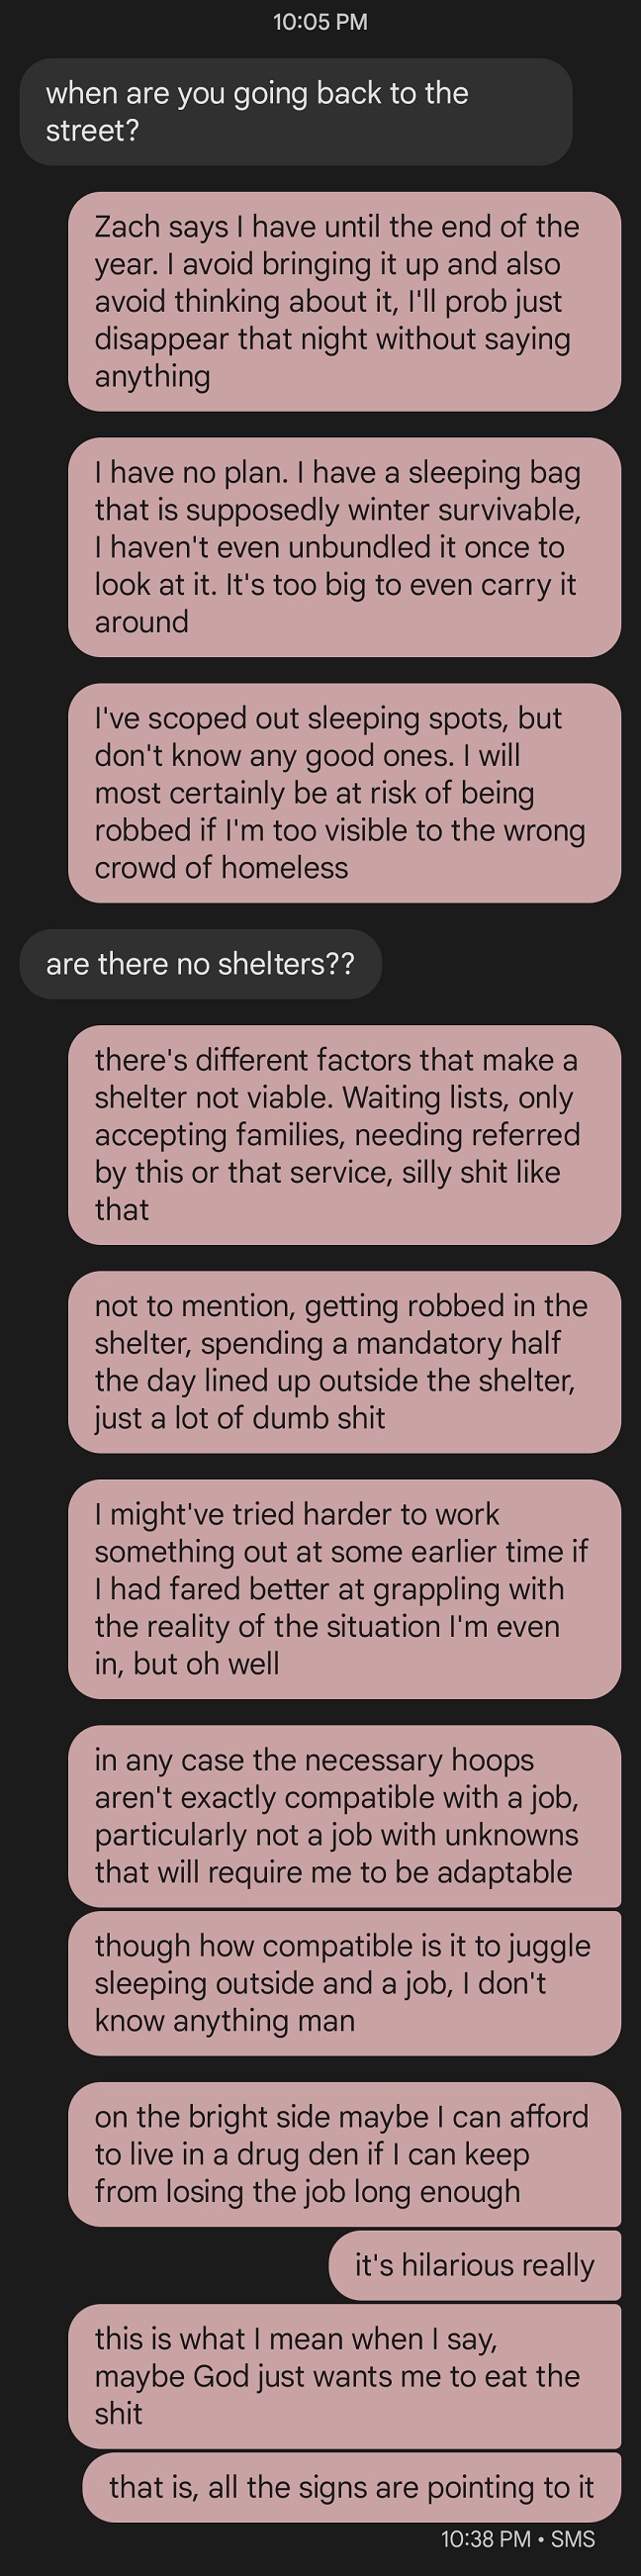 10:05 PM
when are you going back to the
street?
Zach says I have until the end of the
year. I avoid bringing it up and also
avoid thinking about it, I'll prob just
disappear that night without saying
anything
I have no plan. I have a sleeping bag
that is supposedly winter survivable,
I haven't even unbundled it once to
look at it. It's too big to even carry it
around
I've scoped out sleeping spots, but
don't know any good ones. I will
most certainly be at risk of being
robbed if I'm too visible to the wrong
crowd of homeless
are there no shelters??
there's different factors that make a
shelter not viable. Waiting lists, only
accepting families, needing referred
by this or that service, silly shit like
that
not to mention, getting robbed in the
shelter, spending a mandatory half
the day lined up outside the shelter,
just a lot of dumb shit
I might've tried harder to work
something out at some earlier time if
I had fared better at grappling with
the reality of the situation I'm even
in, but oh well
in any case the necessary hoops
aren't exactly compatible with a job,
particularly not a job with unknowns
that will require me to be adaptable
though how compatible is it to juggle
sleeping outside and a job, I don't
know anything man
on the bright side maybe I can afford
to live in a drug den if I can keep
from losing the job long enough
it's hilarious really
this is what I mean when I say,
maybe God just wants me to eat the
shit
that is, all the signs are pointing to it
10:38 PM • SMS